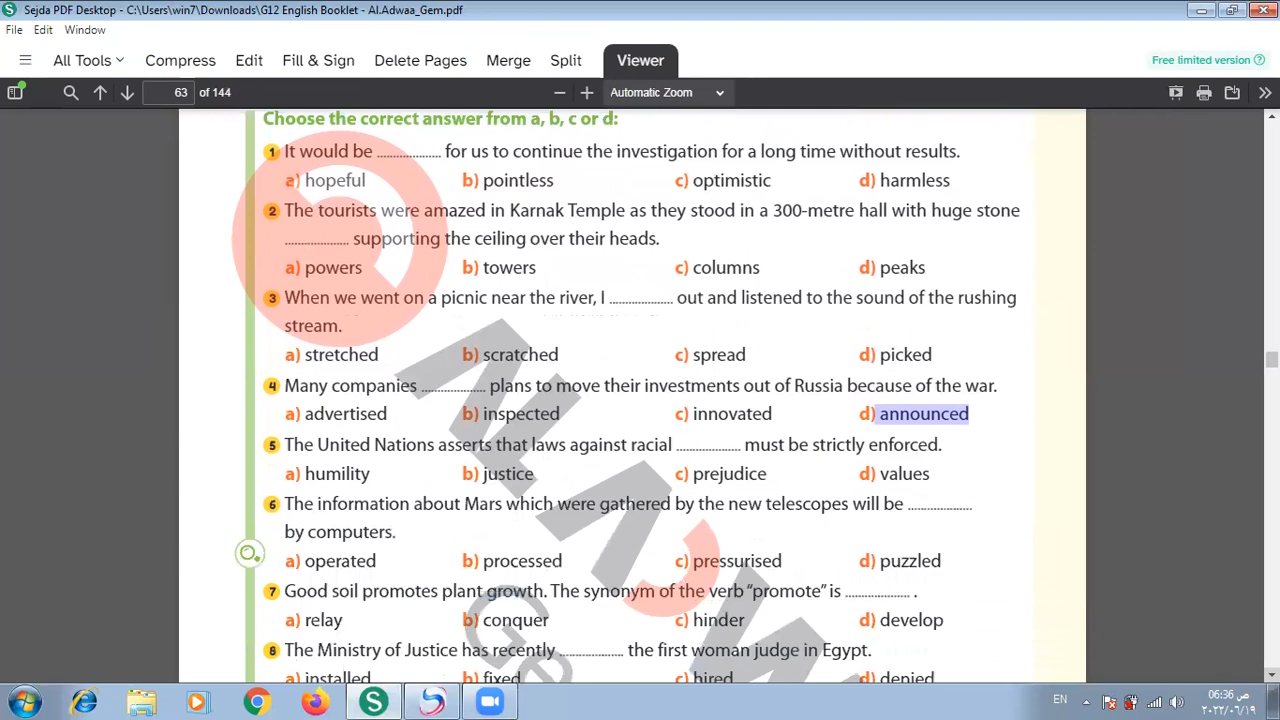 Sejda PDF Desktop - C:\Users\win7\Downloads\G12 English Booklet - Al.Adwaa_Gem.pdf
File Edit Window
All Tools Compress Edit Fill & Sign Delete Pages Merge Split Viewer Free limited version
63 of 144 Automatic Zoom
Choose the correct answer from a, b, c or d:
1 It would be .................... for us to continue the investigation for a long time without results.
a) hopeful b) pointless c) optimistic d) harmless
2 The tourists were amazed in Karnak Temple as they stood in a 300-metre hall with huge stone
.................... supporting the ceiling over their heads.
a) powers b) towers c) columns d) peaks
3 When we went on a picnic near the river, I .................... out and listened to the sound of the rushing
stream.
a) stretched b) scratched c) spread d) picked
4 Many companies .................... plans to move their investments out of Russia because of the war.
a) advertised b) inspected c) innovated d) announced
5 The United Nations asserts that laws against racial .................... must be strictly enforced.
a) humility b) justice c) prejudice d) values
6 The information about Mars which were gathered by the new telescopes will be ....................
by computers.
a) operated b) processed c) pressurised d) puzzled
7 Good soil promotes plant growth. The synonym of the verb “promote” is .................... .
a) relay b) conquer c) hinder d) develop
8 The Ministry of Justice has recently .................... the first woman judge in Egypt.
a) installed b) fixed c) hired d) denied
EN 06:36 ص
٢٠٢٢/٠٦/١٩